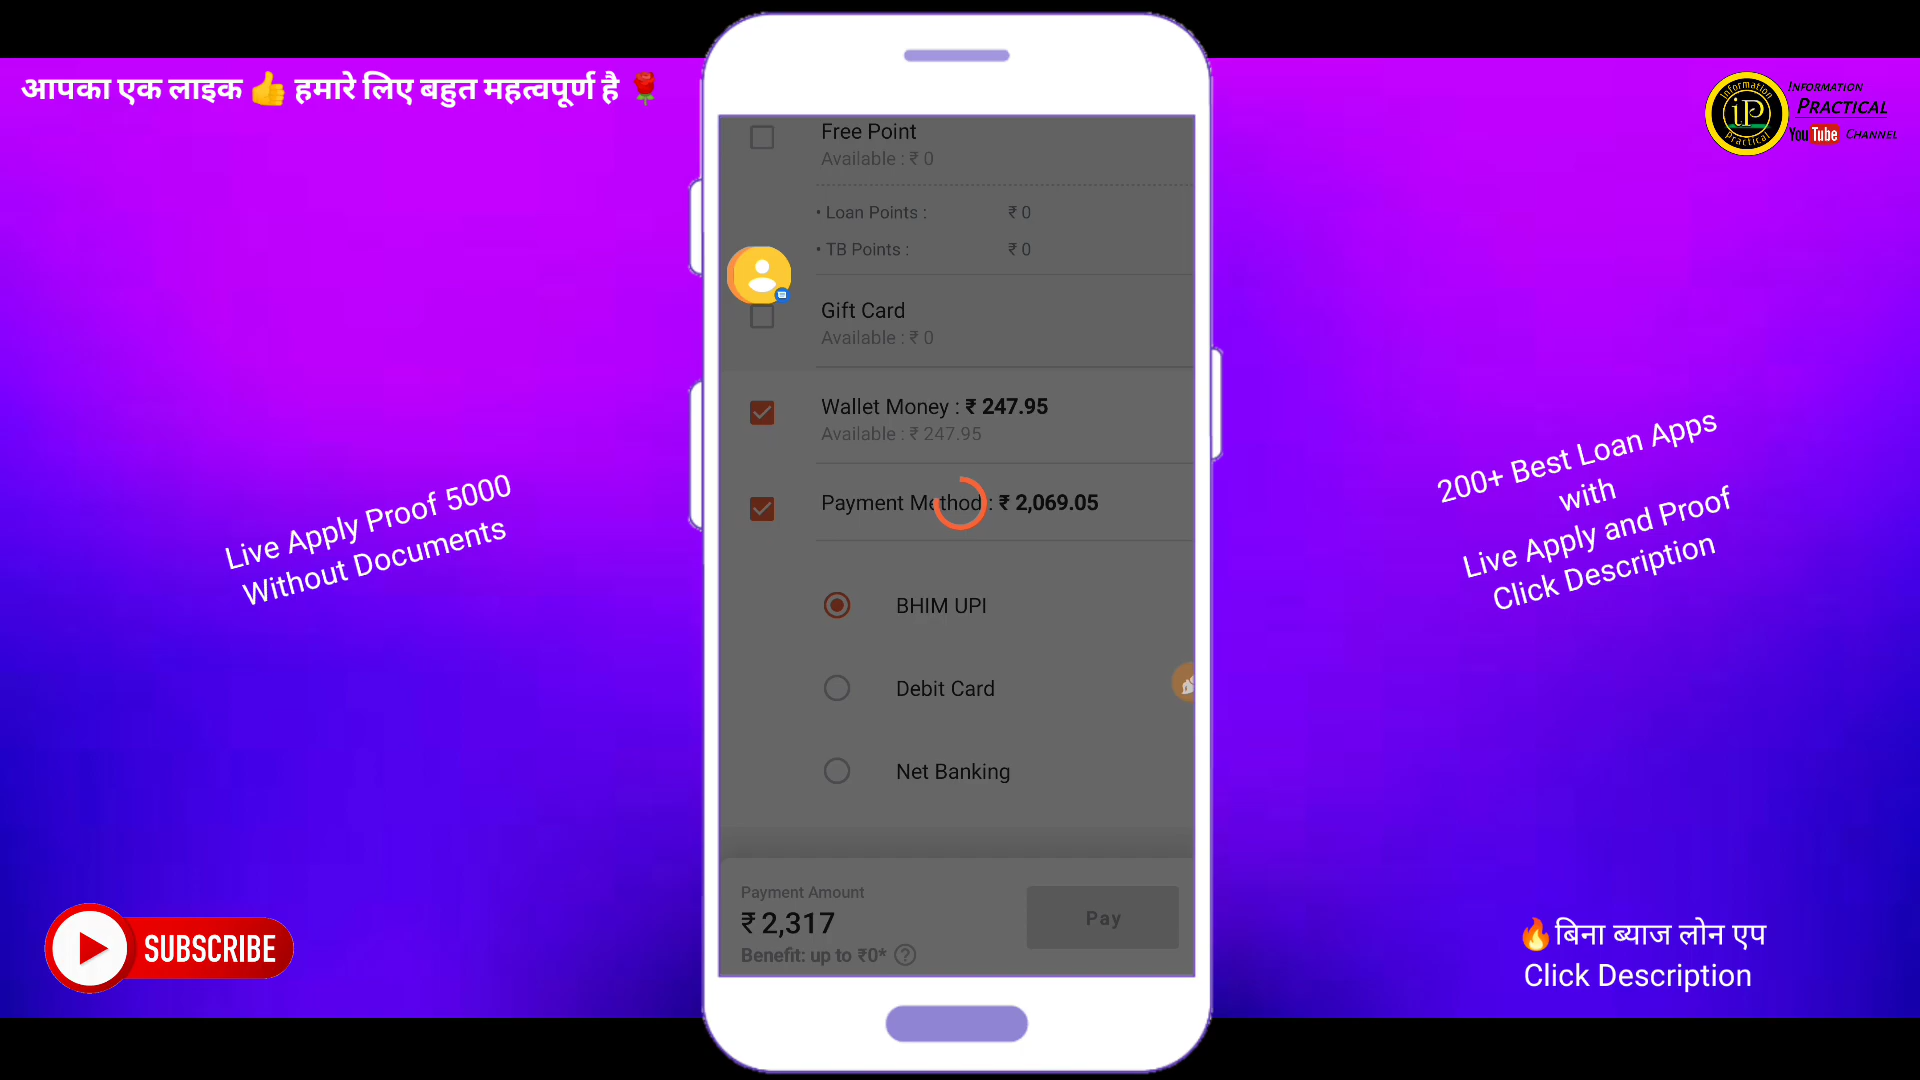 आपका एक लाइक 👍 हमारे लिए बहुत महत्वपूर्ण है 🌹
Information
iP
Practical
INFORMATION
PRACTICAL
YouTube CHANNEL
Free Point
Available : ₹ 0
• Loan Points : ₹ 0
• TB Points : ₹ 0
Gift Card
Available : ₹ 0
Wallet Money : ₹ 247.95
Available : ₹ 247.95
Payment Method : ₹ 2,069.05
BHIM UPI
Debit Card
Net Banking
Payment Amount
₹ 2,317
Benefit: up to ₹0* ?
Pay
Live Apply Proof 5000
Without Documents
200+ Best Loan Apps
with
Live Apply and Proof
Click Description
SUBSCRIBE
🔥बिना ब्याज लोन एप
Click Description